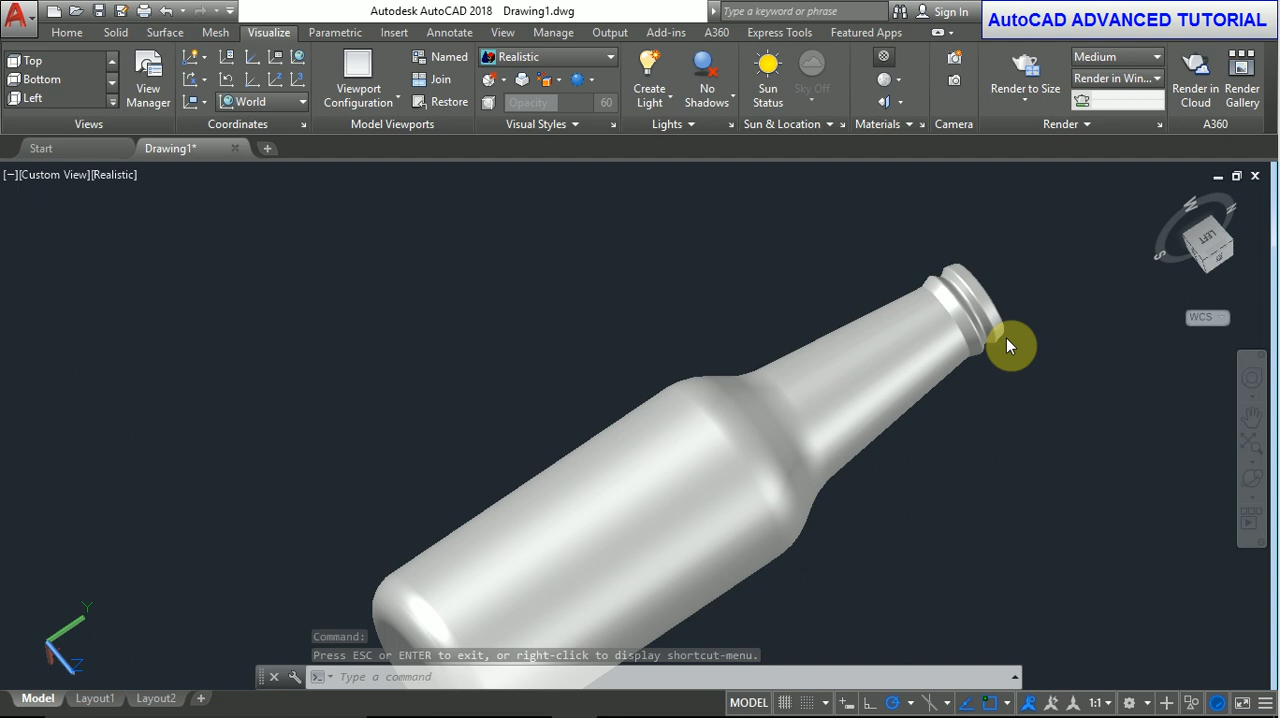 Autodesk AutoCAD 2018 Drawing1.dwg
Type a keyword or phrase
Sign In
AutoCAD ADVANCED TUTORIAL
Home Solid Surface Mesh Visualize Parametric Insert Annotate View Manage Output Add-ins A360 Express Tools Featured Apps
Top
Bottom
Left
View
Manager
Views
World
Coordinates
Viewport
Configuration
Named
Join
Restore
Model Viewports
Realistic
Opacity 60
Visual Styles
Create
Light
No
Shadows
Lights
Sun
Status
Sky Off
Sun & Location
Materials
Camera
Render to Size
Medium
Render in Win...
Render
Render in
Cloud
Render
Gallery
A360
Start Drawing1*
[−][Custom View][Realistic]
W
N
S
LEFT
WCS
Y
Z
Command:
Press ESC or ENTER to exit, or right-click to display shortcut-menu.
Type a command
Model Layout1 Layout2
MODEL
1:1